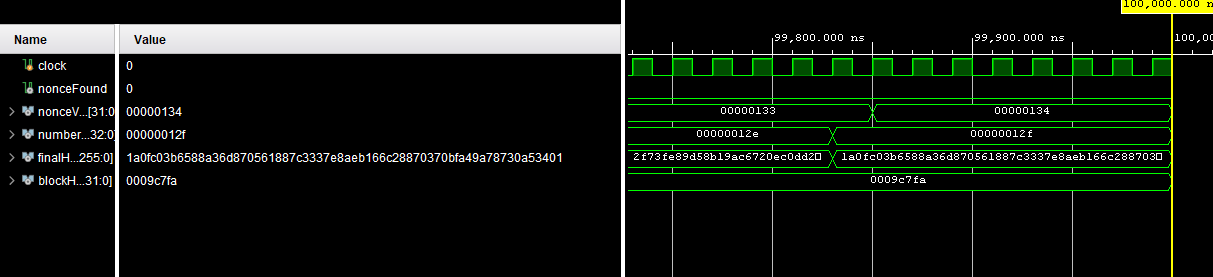 100,000.000 n
Name Value
99,800.000 ns 99,900.000 ns 100,0
clock 0
nonceFound 0
nonceV...[31:0 00000134 00000133 00000134
number...32:0] 0000012f 0000012e 0000012f
finalH...255:0] 1a0fc03b6588a36d870561887c3337e8aeb166c28870370bfa49a78730a53401 2f73fe89d58b19ac6720ec0dd2 1a0fc03b6588a36d870561887c3337e8aeb166c288703
blockH...31:0] 0009c7fa 0009c7fa